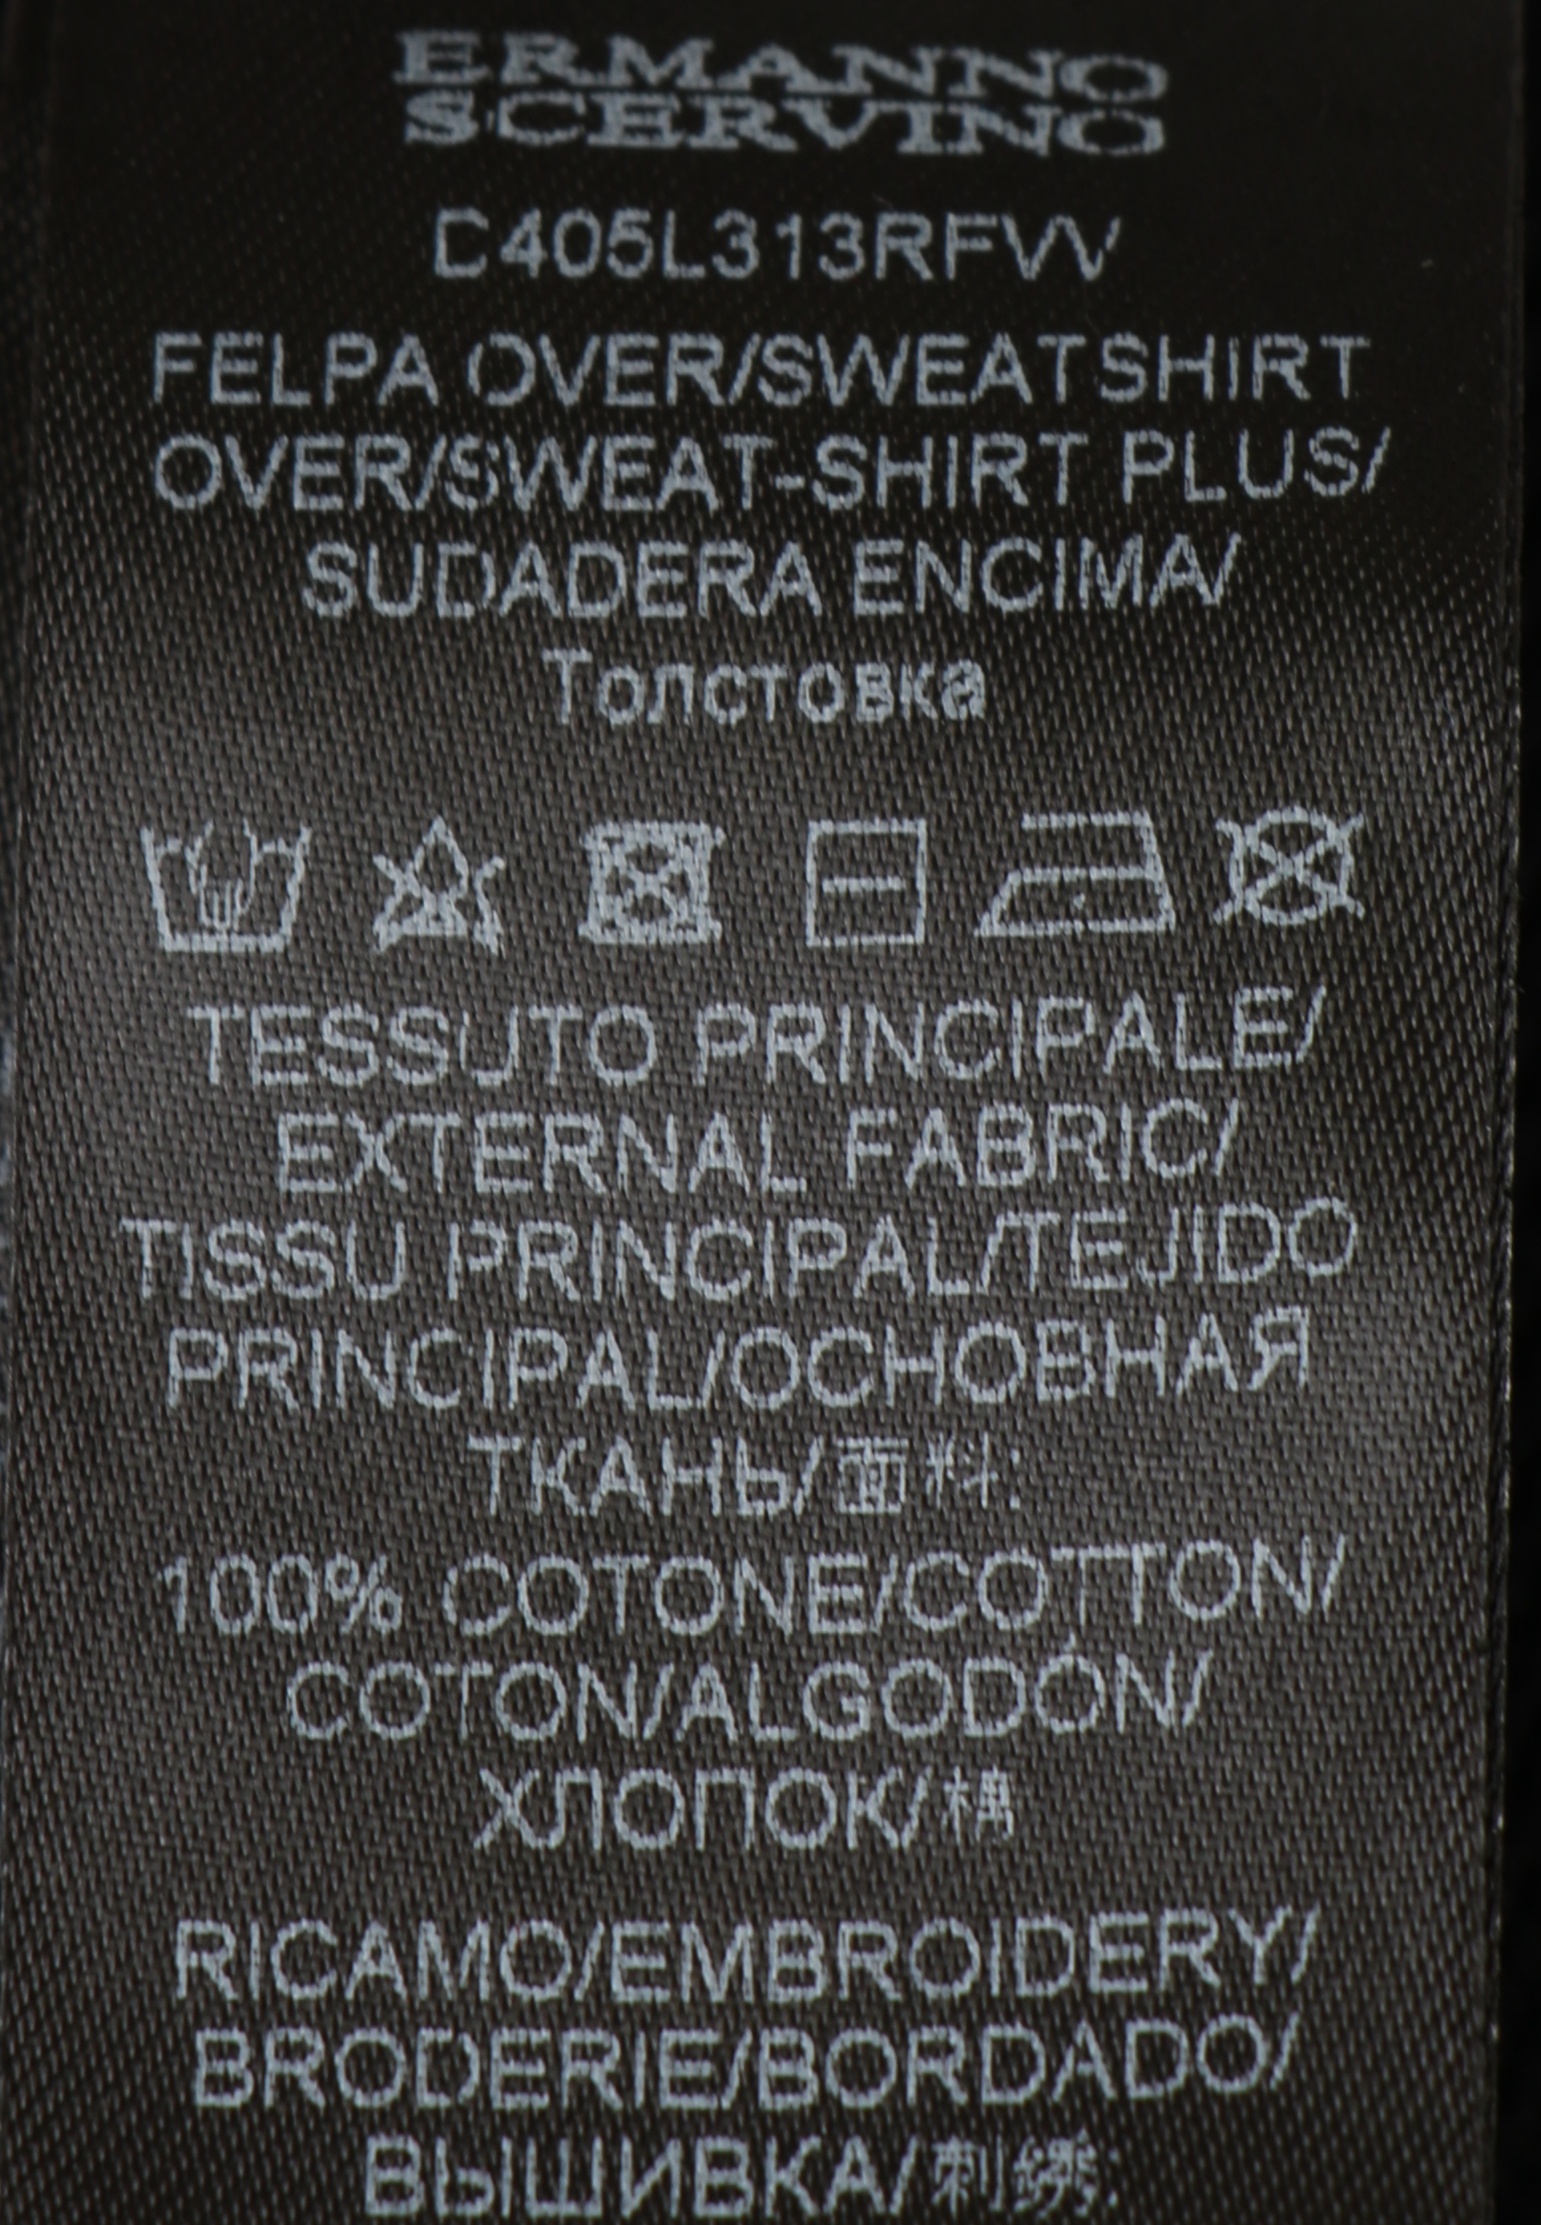 ERMANNO
SCERVINO
D405L313RFVV
FELPA OVER/SWEATSHIRT
OVER/SWEAT-SHIRT PLUS/
SUDADERA ENCIMA/
Толстовка
TESSUTO PRINCIPALE/
EXTERNAL FABRIC/
TISSU PRINCIPAL/TEJIDO
PRINCIPAL/ОСНОВНАЯ
ТКАНЬ/面料:
100% COTONE/COTTON/
COTON/ALGODÓN/
ХЛОПОК/棉
RICAMO/EMBROIDERY/
BRODERIE/BORDADO/
ВЫШИВКА/刺绣: